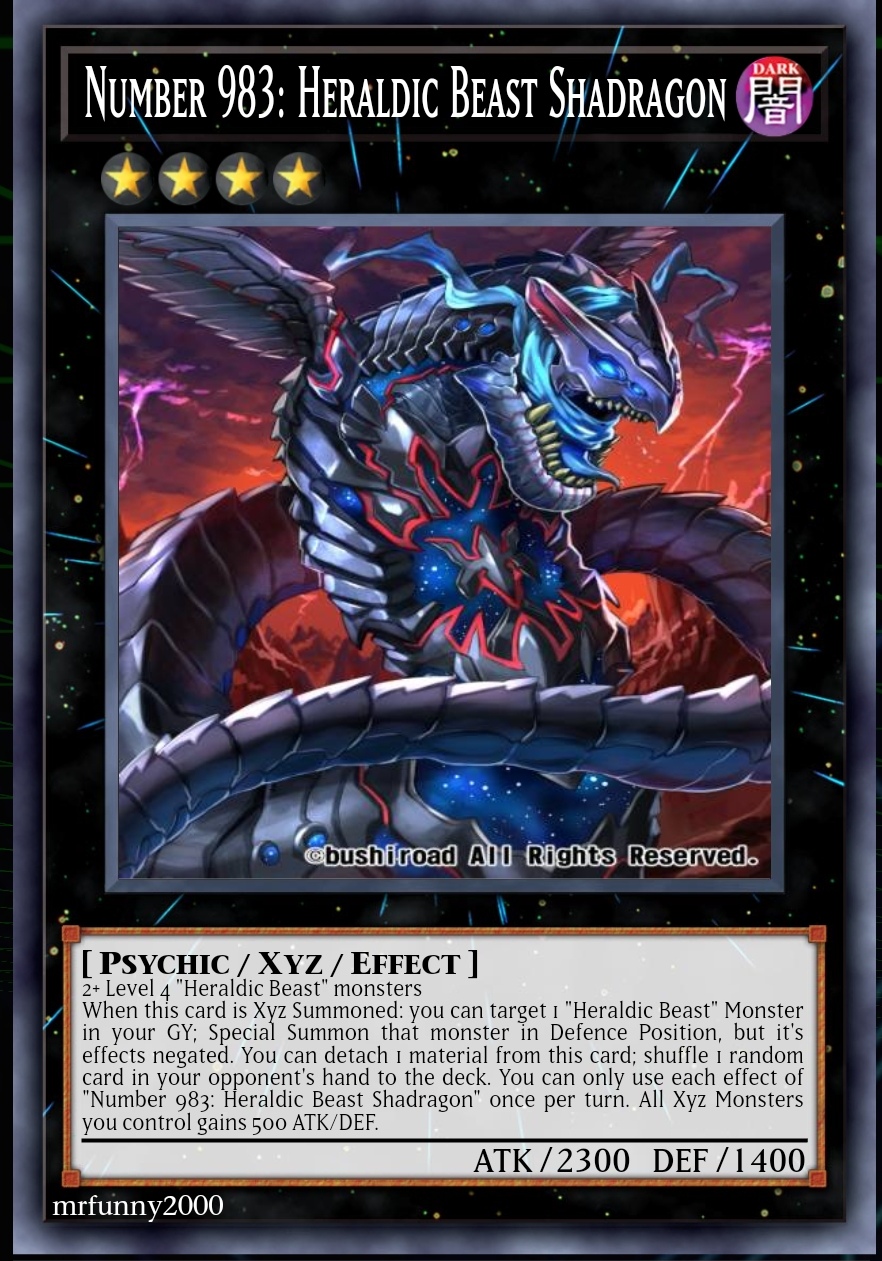 NUMBER 983: HERALDIC BEAST SHADRAGON
DARK
闇
©bushiroad All Rights Reserved.
[ PSYCHIC / XYZ / EFFECT ]
2+ Level 4 "Heraldic Beast" monsters
When this card is Xyz Summoned: you can target 1 "Heraldic Beast" Monster
in your GY; Special Summon that monster in Defence Position, but it's
effects negated. You can detach 1 material from this card; shuffle 1 random
card in your opponent's hand to the deck. You can only use each effect of
"Number 983: Heraldic Beast Shadragon" once per turn. All Xyz Monsters
you control gains 500 ATK/DEF.
ATK/2300 DEF/1400
mrfunny2000